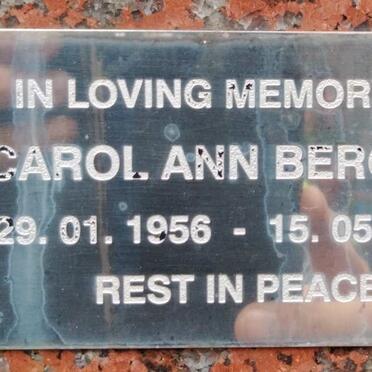 IN LOVING MEMOR
CAROL ANN BERG
29. 01. 1956 - 15. 05
REST IN PEACE